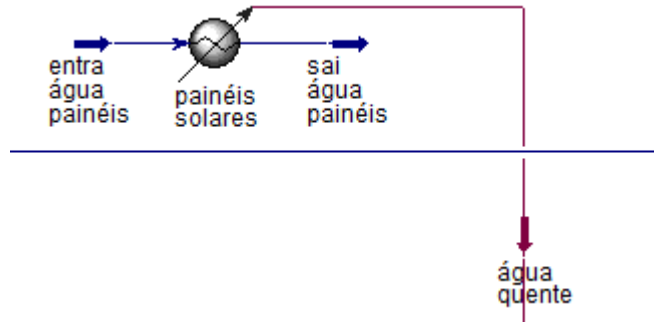 entra
água
painéis
painéis
solares
sai
água
painéis
água
quente